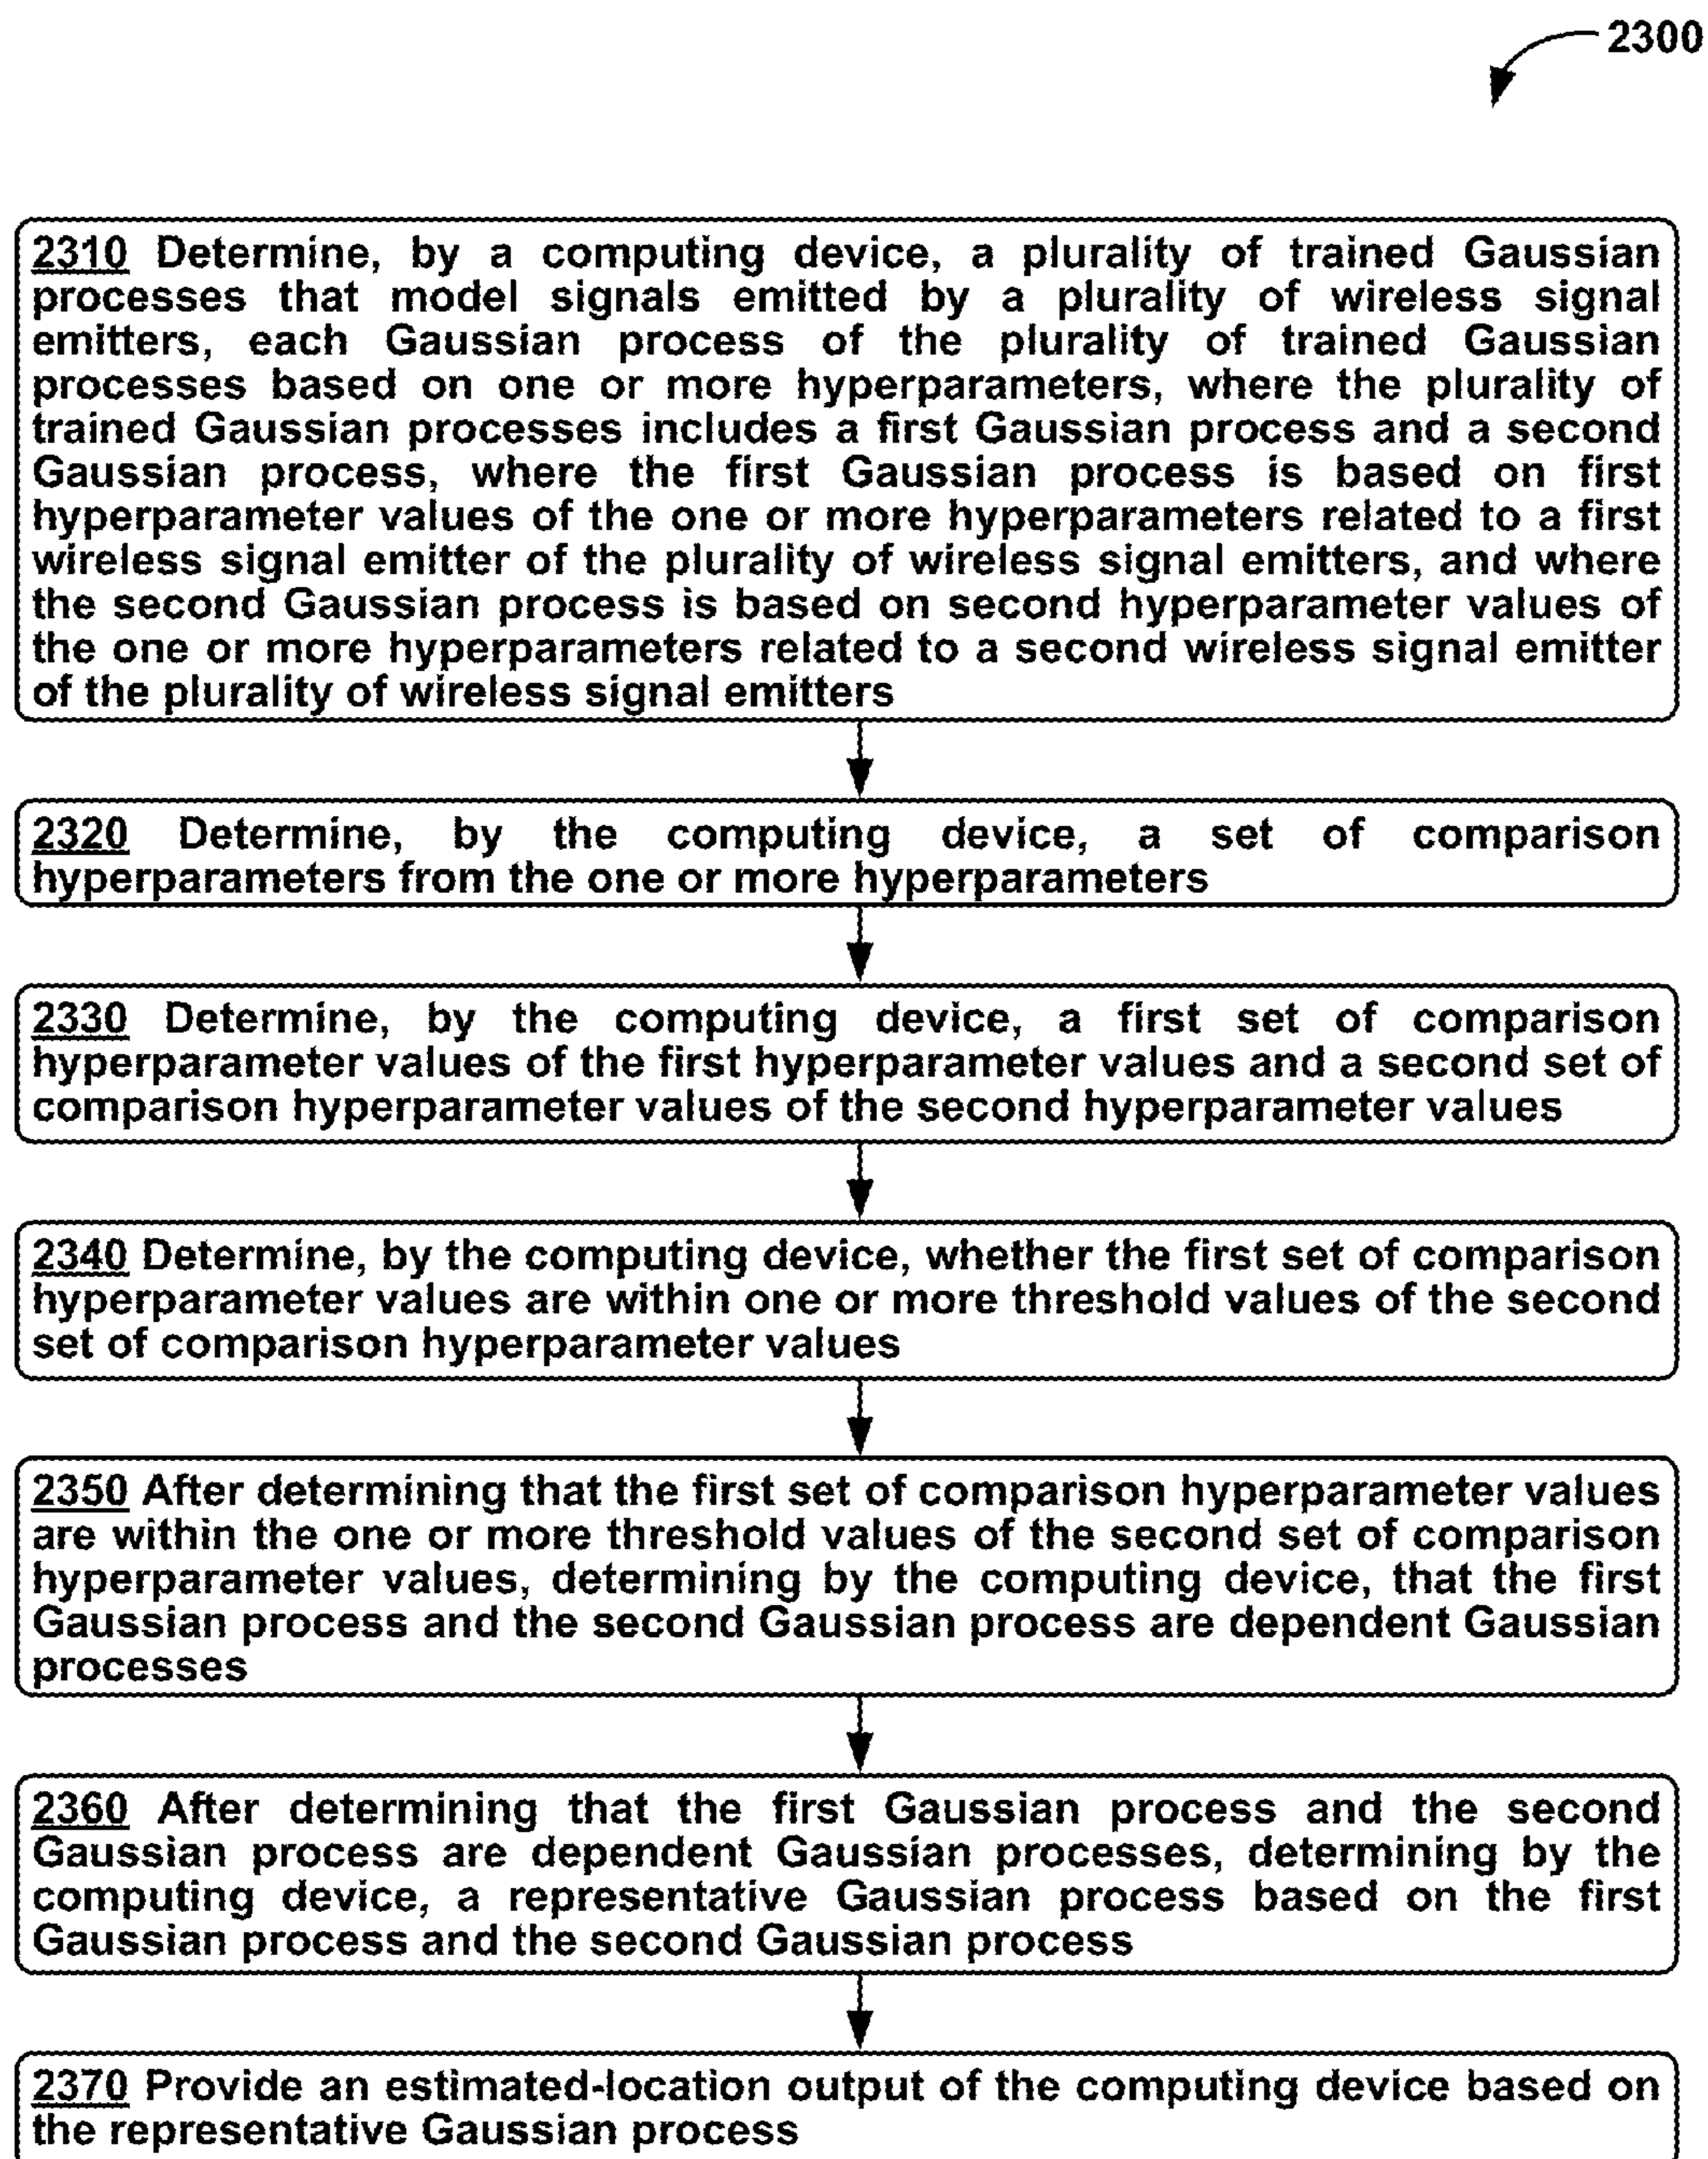 2300
2310 Determine, by a computing device, a plurality of trained Gaussian
processes that model signals emitted by a plurality of wireless signal
emitters, each Gaussian process of the plurality of trained Gaussian
processes based on one or more hyperparameters, where the plurality of
trained Gaussian processes includes a first Gaussian process and a second
Gaussian process, where the first Gaussian process is based on first
hyperparameter values of the one or more hyperparameters related to a first
wireless signal emitter of the plurality of wireless signal emitters, and where
the second Gaussian process is based on second hyperparameter values of
the one or more hyperparameters related to a second wireless signal emitter
of the plurality of wireless signal emitters
2320 Determine, by the computing device, a set of comparison
hyperparameters from the one or more hyperparameters
2330 Determine, by the computing device, a first set of comparison
hyperparameter values of the first hyperparameter values and a second set of
comparison hyperparameter values of the second hyperparameter values
2340 Determine, by the computing device, whether the first set of comparison
hyperparameter values are within one or more threshold values of the second
set of comparison hyperparameter values
2350 After determining that the first set of comparison hyperparameter values
are within the one or more threshold values of the second set of comparison
hyperparameter values, determining by the computing device, that the first
Gaussian process and the second Gaussian process are dependent Gaussian
processes
2360 After determining that the first Gaussian process and the second
Gaussian process are dependent Gaussian processes, determining by the
computing device, a representative Gaussian process based on the first
Gaussian process and the second Gaussian process
2370 Provide an estimated-location output of the computing device based on
the representative Gaussian process